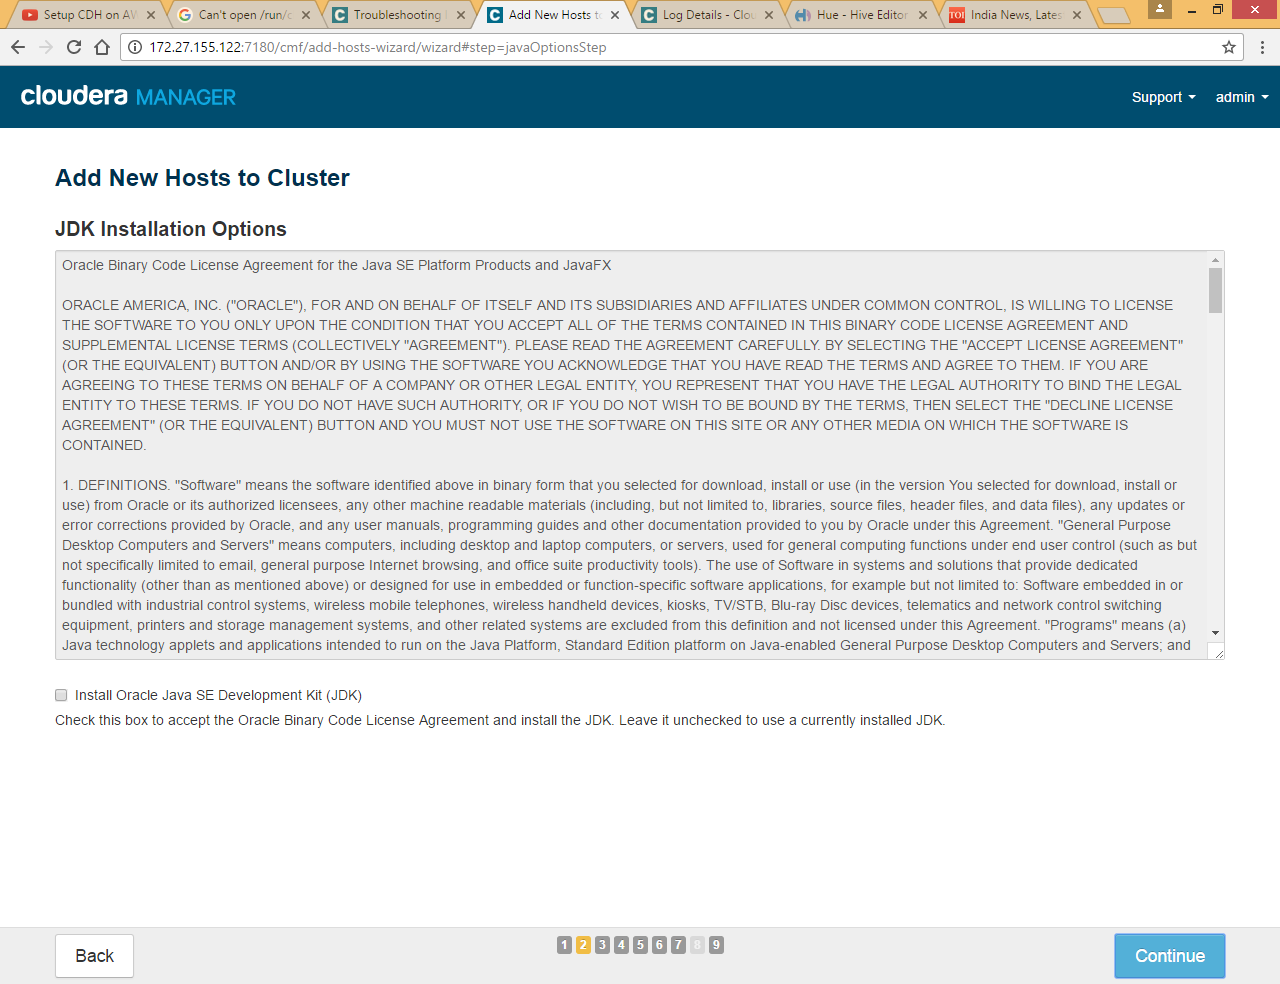 Setup CDH on AW
Can't open /run/c
Troubleshooting
Add New Hosts to
Log Details - Clou
Hue - Hive Editor
TOI India News, Lates
172.27.155.122:7180/cmf/add-hosts-wizard/wizard#step=javaOptionsStep
cloudera MANAGER
Support
admin
Add New Hosts to Cluster
JDK Installation Options
Oracle Binary Code License Agreement for the Java SE Platform Products and JavaFX
ORACLE AMERICA, INC. ("ORACLE"), FOR AND ON BEHALF OF ITSELF AND ITS SUBSIDIARIES AND AFFILIATES UNDER COMMON CONTROL, IS WILLING TO LICENSE
THE SOFTWARE TO YOU ONLY UPON THE CONDITION THAT YOU ACCEPT ALL OF THE TERMS CONTAINED IN THIS BINARY CODE LICENSE AGREEMENT AND
SUPPLEMENTAL LICENSE TERMS (COLLECTIVELY "AGREEMENT"). PLEASE READ THE AGREEMENT CAREFULLY. BY SELECTING THE "ACCEPT LICENSE AGREEMENT"
(OR THE EQUIVALENT) BUTTON AND/OR BY USING THE SOFTWARE YOU ACKNOWLEDGE THAT YOU HAVE READ THE TERMS AND AGREE TO THEM. IF YOU ARE
AGREEING TO THESE TERMS ON BEHALF OF A COMPANY OR OTHER LEGAL ENTITY, YOU REPRESENT THAT YOU HAVE THE LEGAL AUTHORITY TO BIND THE LEGAL
ENTITY TO THESE TERMS. IF YOU DO NOT HAVE SUCH AUTHORITY, OR IF YOU DO NOT WISH TO BE BOUND BY THE TERMS, THEN SELECT THE "DECLINE LICENSE
AGREEMENT" (OR THE EQUIVALENT) BUTTON AND YOU MUST NOT USE THE SOFTWARE ON THIS SITE OR ANY OTHER MEDIA ON WHICH THE SOFTWARE IS
CONTAINED.
1. DEFINITIONS. "Software" means the software identified above in binary form that you selected for download, install or use (in the version You selected for download, install or
use) from Oracle or its authorized licensees, any other machine readable materials (including, but not limited to, libraries, source files, header files, and data files), any updates or
error corrections provided by Oracle, and any user manuals, programming guides and other documentation provided to you by Oracle under this Agreement. "General Purpose
Desktop Computers and Servers" means computers, including desktop and laptop computers, or servers, used for general computing functions under end user control (such as but
not specifically limited to email, general purpose Internet browsing, and office suite productivity tools). The use of Software in systems and solutions that provide dedicated
functionality (other than as mentioned above) or designed for use in embedded or function-specific software applications, for example but not limited to: Software embedded in or
bundled with industrial control systems, wireless mobile telephones, wireless handheld devices, kiosks, TV/STB, Blu-ray Disc devices, telematics and network control switching
equipment, printers and storage management systems, and other related systems are excluded from this definition and not licensed under this Agreement. "Programs" means (a)
Java technology applets and applications intended to run on the Java Platform, Standard Edition platform on Java-enabled General Purpose Desktop Computers and Servers; and
Install Oracle Java SE Development Kit (JDK)
Check this box to accept the Oracle Binary Code License Agreement and install the JDK. Leave it unchecked to use a currently installed JDK.
Back
1 2 3 4 5 6 7 8 9
Continue